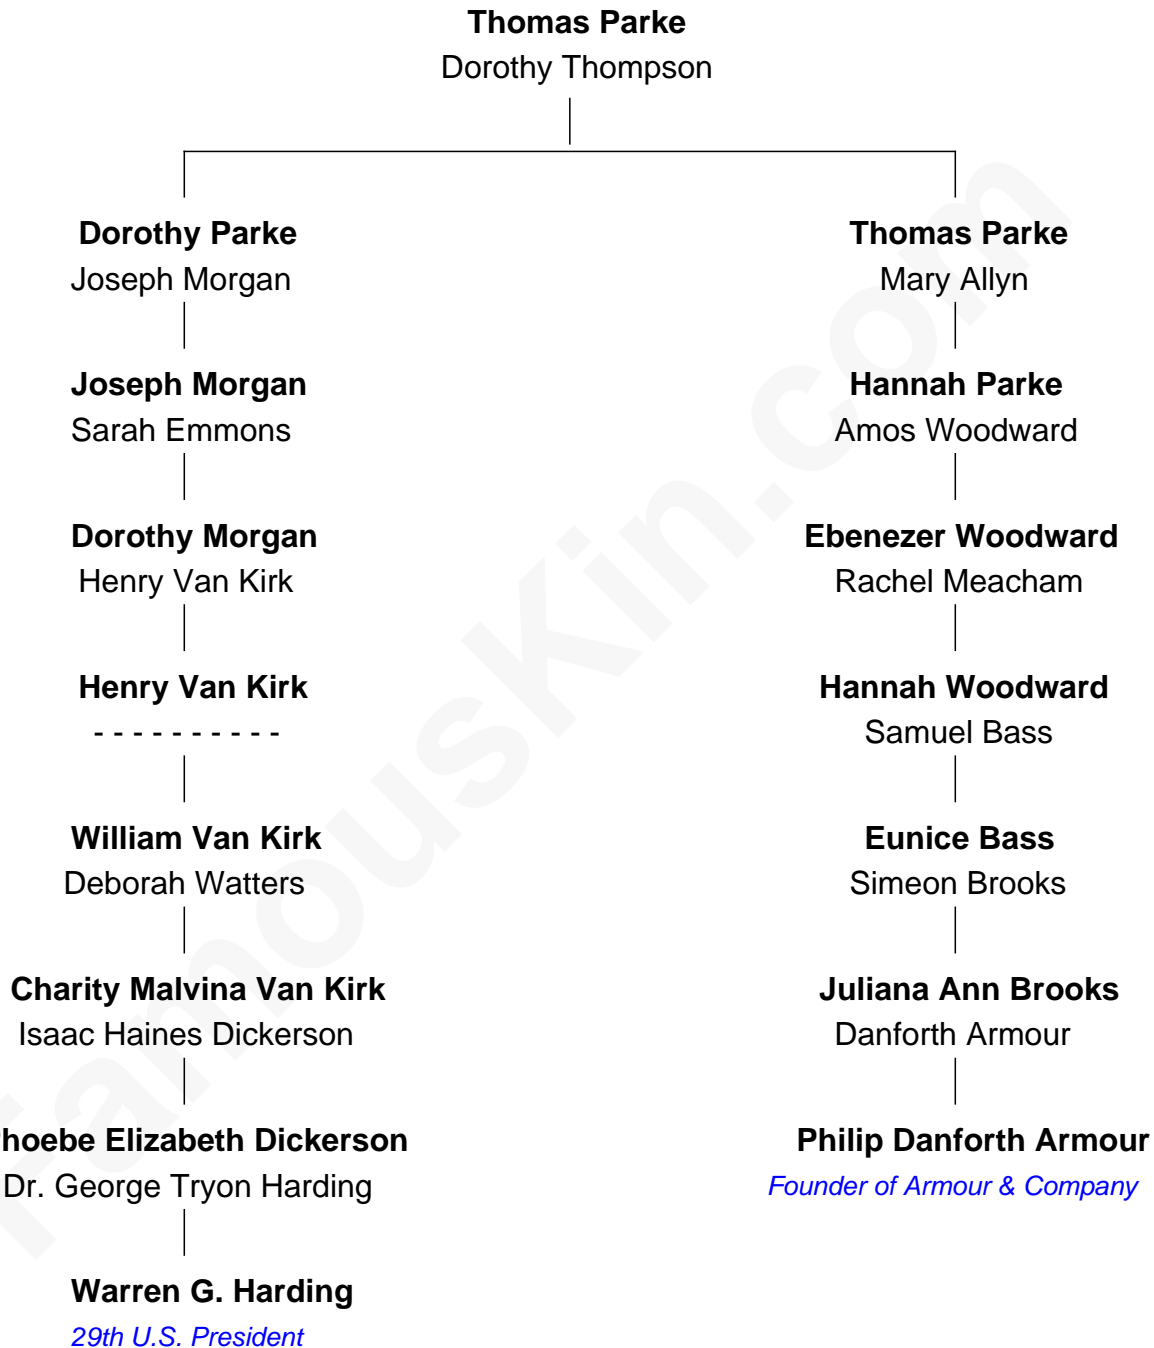 Thomas Parke
Dorothy Thompson
Dorothy Parke
Joseph Morgan
Thomas Parke
Mary Allyn
Joseph Morgan
Sarah Emmons
Hannah Parke
Amos Woodward
Dorothy Morgan
Henry Van Kirk
Ebenezer Woodward
Rachel Meacham
Henry Van Kirk
- - - - - - - - - -
Hannah Woodward
Samuel Bass
William Van Kirk
Deborah Watters
Eunice Bass
Simeon Brooks
Charity Malvina Van Kirk
Isaac Haines Dickerson
Juliana Ann Brooks
Danforth Armour
Phoebe Elizabeth Dickerson
Dr. George Tryon Harding
Philip Danforth Armour
Founder of Armour & Company
Warren G. Harding
29th U.S. President
FamousKin.com